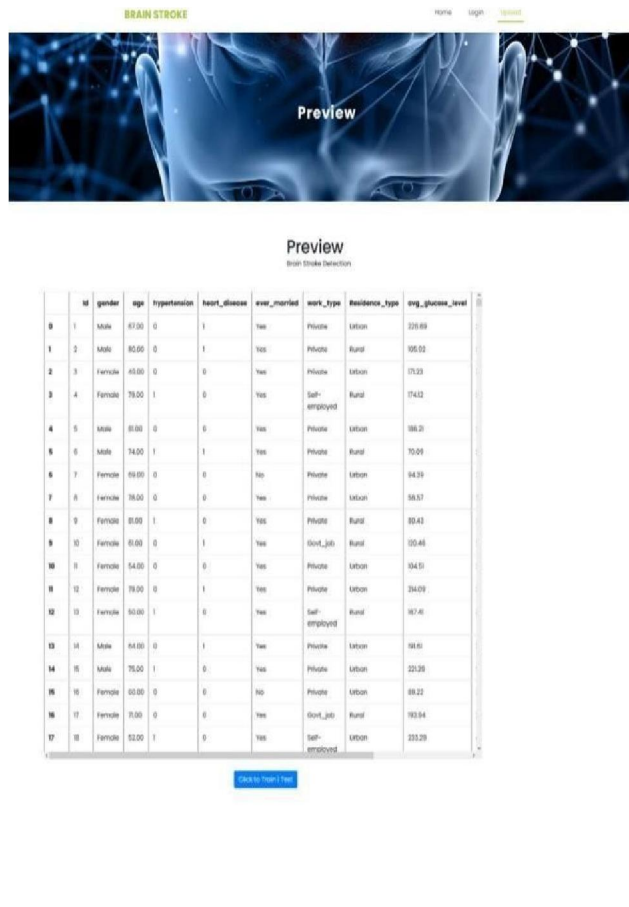 BRAIN STROKE Home Login Upload
Preview
Preview
Brain Stroke Detection
Id gender age hypertension heart_disease ever_married work_type Residence_type avg_glucose_level
0 1 Male 67.00 0 1 Yes Private Urban 228.69
1 2 Male 80.00 0 1 Yes Private Rural 105.92
2 3 Female 0 0 Yes Private Urban 171.23
3 4 Female 79.00 1 0 Yes Self- Rural 174.12
employed
4 5 Male 81.00 0 0 Yes Private Urban 186.21
5 6 Male 74.00 1 1 Yes Private Rural 70.09
6 7 Female 69.00 0 0 No Private Urban 94.39
7 8 Female 78.00 0 0 Yes Private Urban 58.57
8 9 Female 81.00 1 0 Yes Private Rural 80.43
9 10 Female 61.00 0 1 Yes Govt_job Rural 120.46
10 11 Female 54.00 0 0 Yes Private Urban 104.51
11 12 Female 79.00 0 1 Yes Private Urban 214.09
12 13 Female 50.00 1 0 Yes Self- Rural 167.41
employed
13 14 Male 64.00 0 1 Yes Private Urban
14 15 Male 75.00 1 0 Yes Private Urban 221.29
15 16 Female 60.00 0 0 No Private Urban 89.22
16 17 Female 71.00 0 0 Yes Govt_job Rural 193.94
17 18 Female 52.00 1 0 Yes Self- Urban 233.29
employed
Click to Train | Test